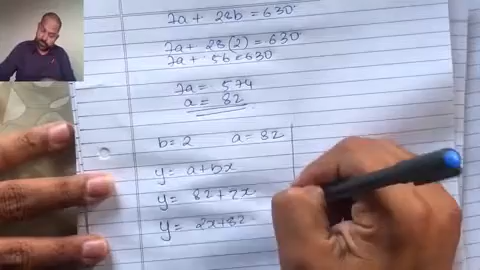 7a + 28b = 630
7a + 28(2) = 630
7a + 56 = 630
7a = 574
a = 82
b = 2 a = 82
y = a + bx
y = 82 + 2x
y = 2x + 82